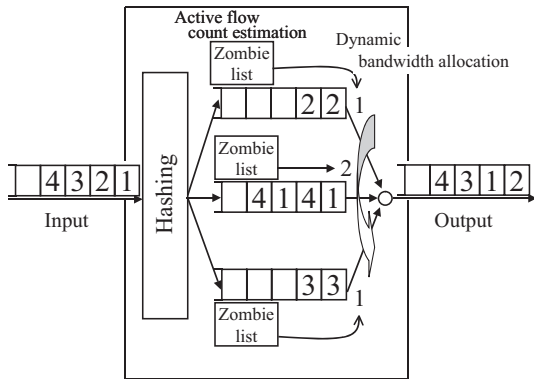 Active flow
count estimation
Zombie
list
Dynamic
bandwidth allocation
2 2
1
Hashing
Zombie
list
2
4 3 2 1
Input
4 1 4 1
4 3 1 2
Output
3 3
1
Zombie
list